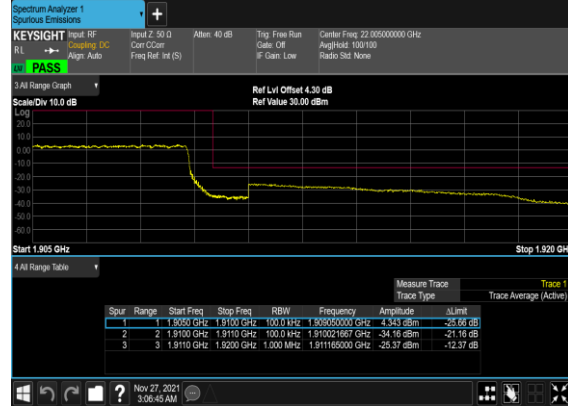 Spectrum Analyzer 1
Spurious Emissions
+
KEYSIGHT Input: RF Input Z: 50 Ω Atten: 40 dB Trig: Free Run Center Freq: 22.005000000 GHz
RL Coupling: DC Corr CCorr Gate: Off Avg|Hold: 100/100
Align: Auto Freq Ref: Int (S) IF Gain: Low Radio Std: None
PASS
3 All Range Graph
Ref Lvl Offset 4.30 dB
Scale/Div 10.0 dB Ref Value 30.00 dBm
Log
20.0
10.0
0.00
-10.0
-20.0
-30.0
-40.0
-50.0
-60.0
Start 1.905 GHz Stop 1.920 GH
4 All Range Table
Measure Trace Trace 1
Trace Type Trace Average (Active)
Spur Range Start Freq Stop Freq RBW Frequency Amplitude ΔLimit
1 1 1.9050 GHz 1.9100 GHz 100.0 kHz 1.909050000 GHz 4.343 dBm -25.66 dB
2 2 1.9100 GHz 1.9110 GHz 100.0 kHz 1.910021667 GHz -34.16 dBm -21.16 dB
3 3 1.9110 GHz 1.9200 GHz 1.000 MHz 1.911165000 GHz -25.37 dBm -12.37 dB
?
Nov 27, 2021
3:06:45 AM